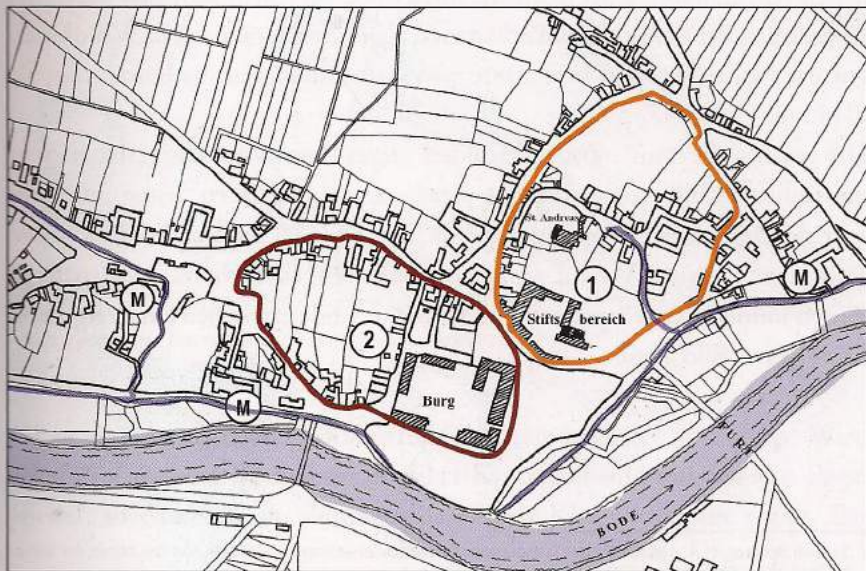 St. Andreas
1
M
M
Stifts bereich
2
Burg
M
FURT
BODE